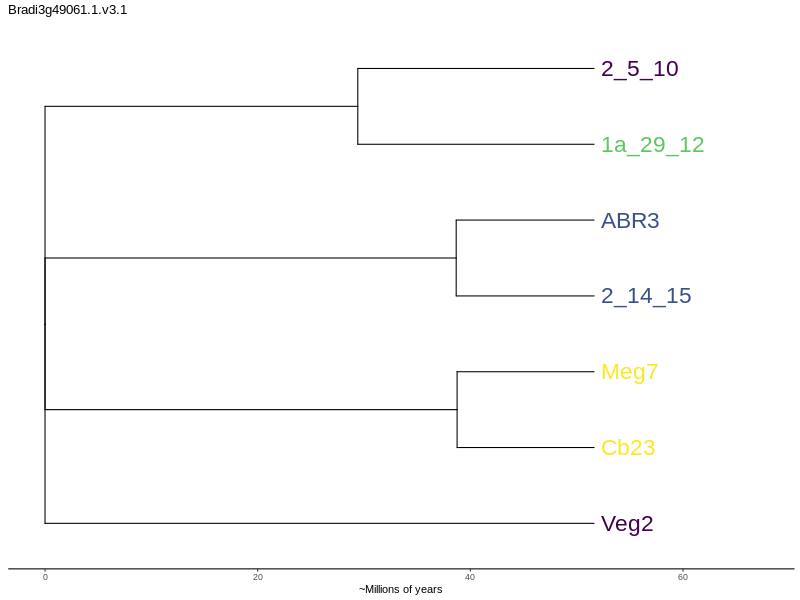 Bradi3g49061.1.v3.1
2_5_10
1a_29_12
ABR3
2_14_15
Meg7
Cb23
Veg2
0 20 40 60
~Millions of years